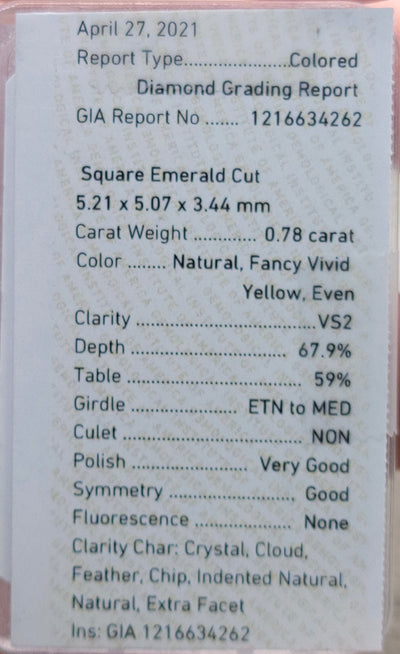 April 27, 2021
Report Type......................Colored
Diamond Grading Report
GIA Report No ....... 1216634262
Square Emerald Cut
5.21 x 5.07 x 3.44 mm
Carat Weight ............. 0.78 carat
Color ........ Natural, Fancy Vivid
Yellow, Even
Clarity .....................................VS2
Depth ................................ 67.9%
Table ................................... 59%
Girdle ..................... ETN to MED
Culet .................................... NON
Polish ....................... Very Good
Symmetry ......................... Good
Fluorescence ................... None
Clarity Char: Crystal, Cloud,
Feather, Chip, Indented Natural,
Natural, Extra Facet
Ins: GIA 1216634262